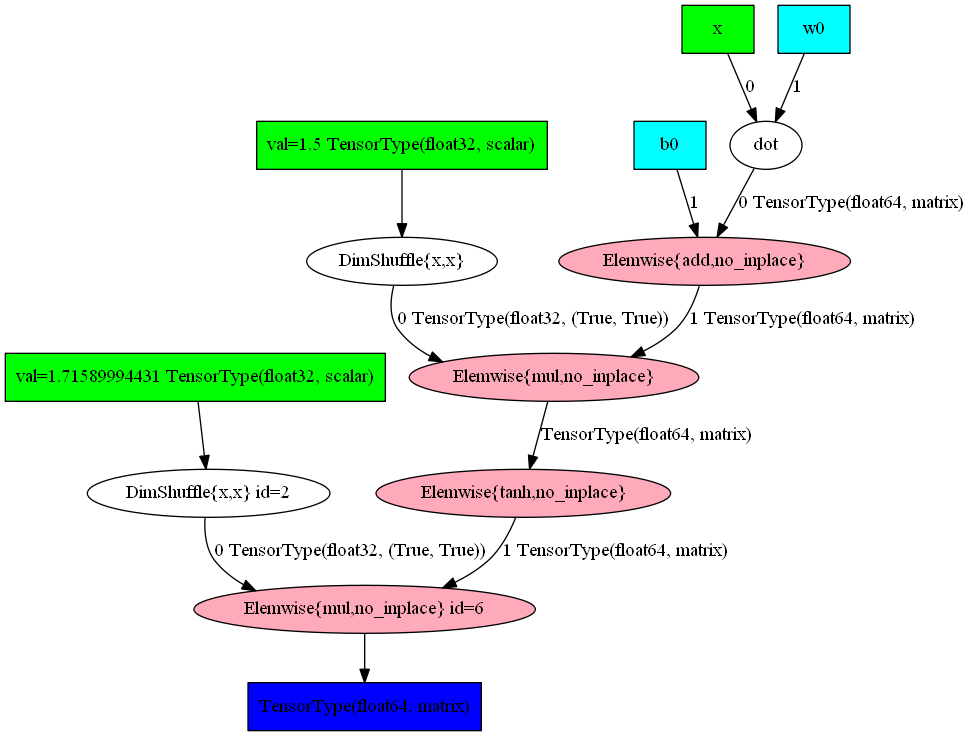 x
w0
0
1
val=1.5 TensorType(float32, scalar)
b0
dot
1
0 TensorType(float64, matrix)
DimShuffle{x,x}
Elemwise{add,no_inplace}
0 TensorType(float32, (True, True))
1 TensorType(float64, matrix)
val=1.71589994431 TensorType(float32, scalar)
Elemwise{mul,no_inplace}
TensorType(float64, matrix)
DimShuffle{x,x} id=2
Elemwise{tanh,no_inplace}
0 TensorType(float32, (True, True))
1 TensorType(float64, matrix)
Elemwise{mul,no_inplace} id=6
TensorType(float64, matrix)